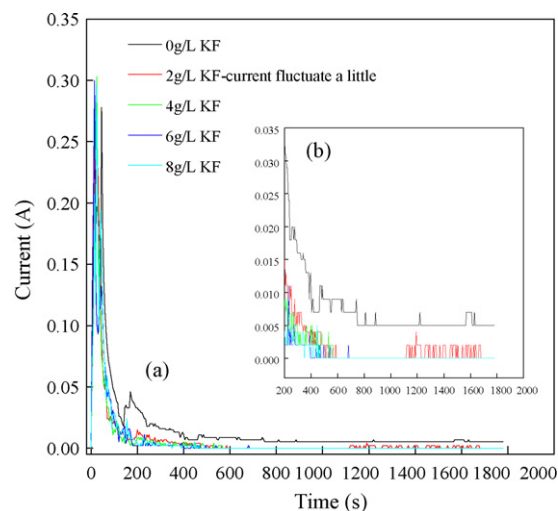 0.35
0.30
0.25
0.20
0.15
0.10
0.05
0.00
Current (A)
0g/L KF
2g/L KF-current fluctuate a little
4g/L KF
6g/L KF
8g/L KF
(a)
(b)
0.035
0.030
0.025
0.020
0.015
0.010
0.005
0.000
200 400 600 800 1000 1200 1400 1600 1800 2000
0 200 400 600 800 1000 1200 1400 1600 1800 2000
Time (s)